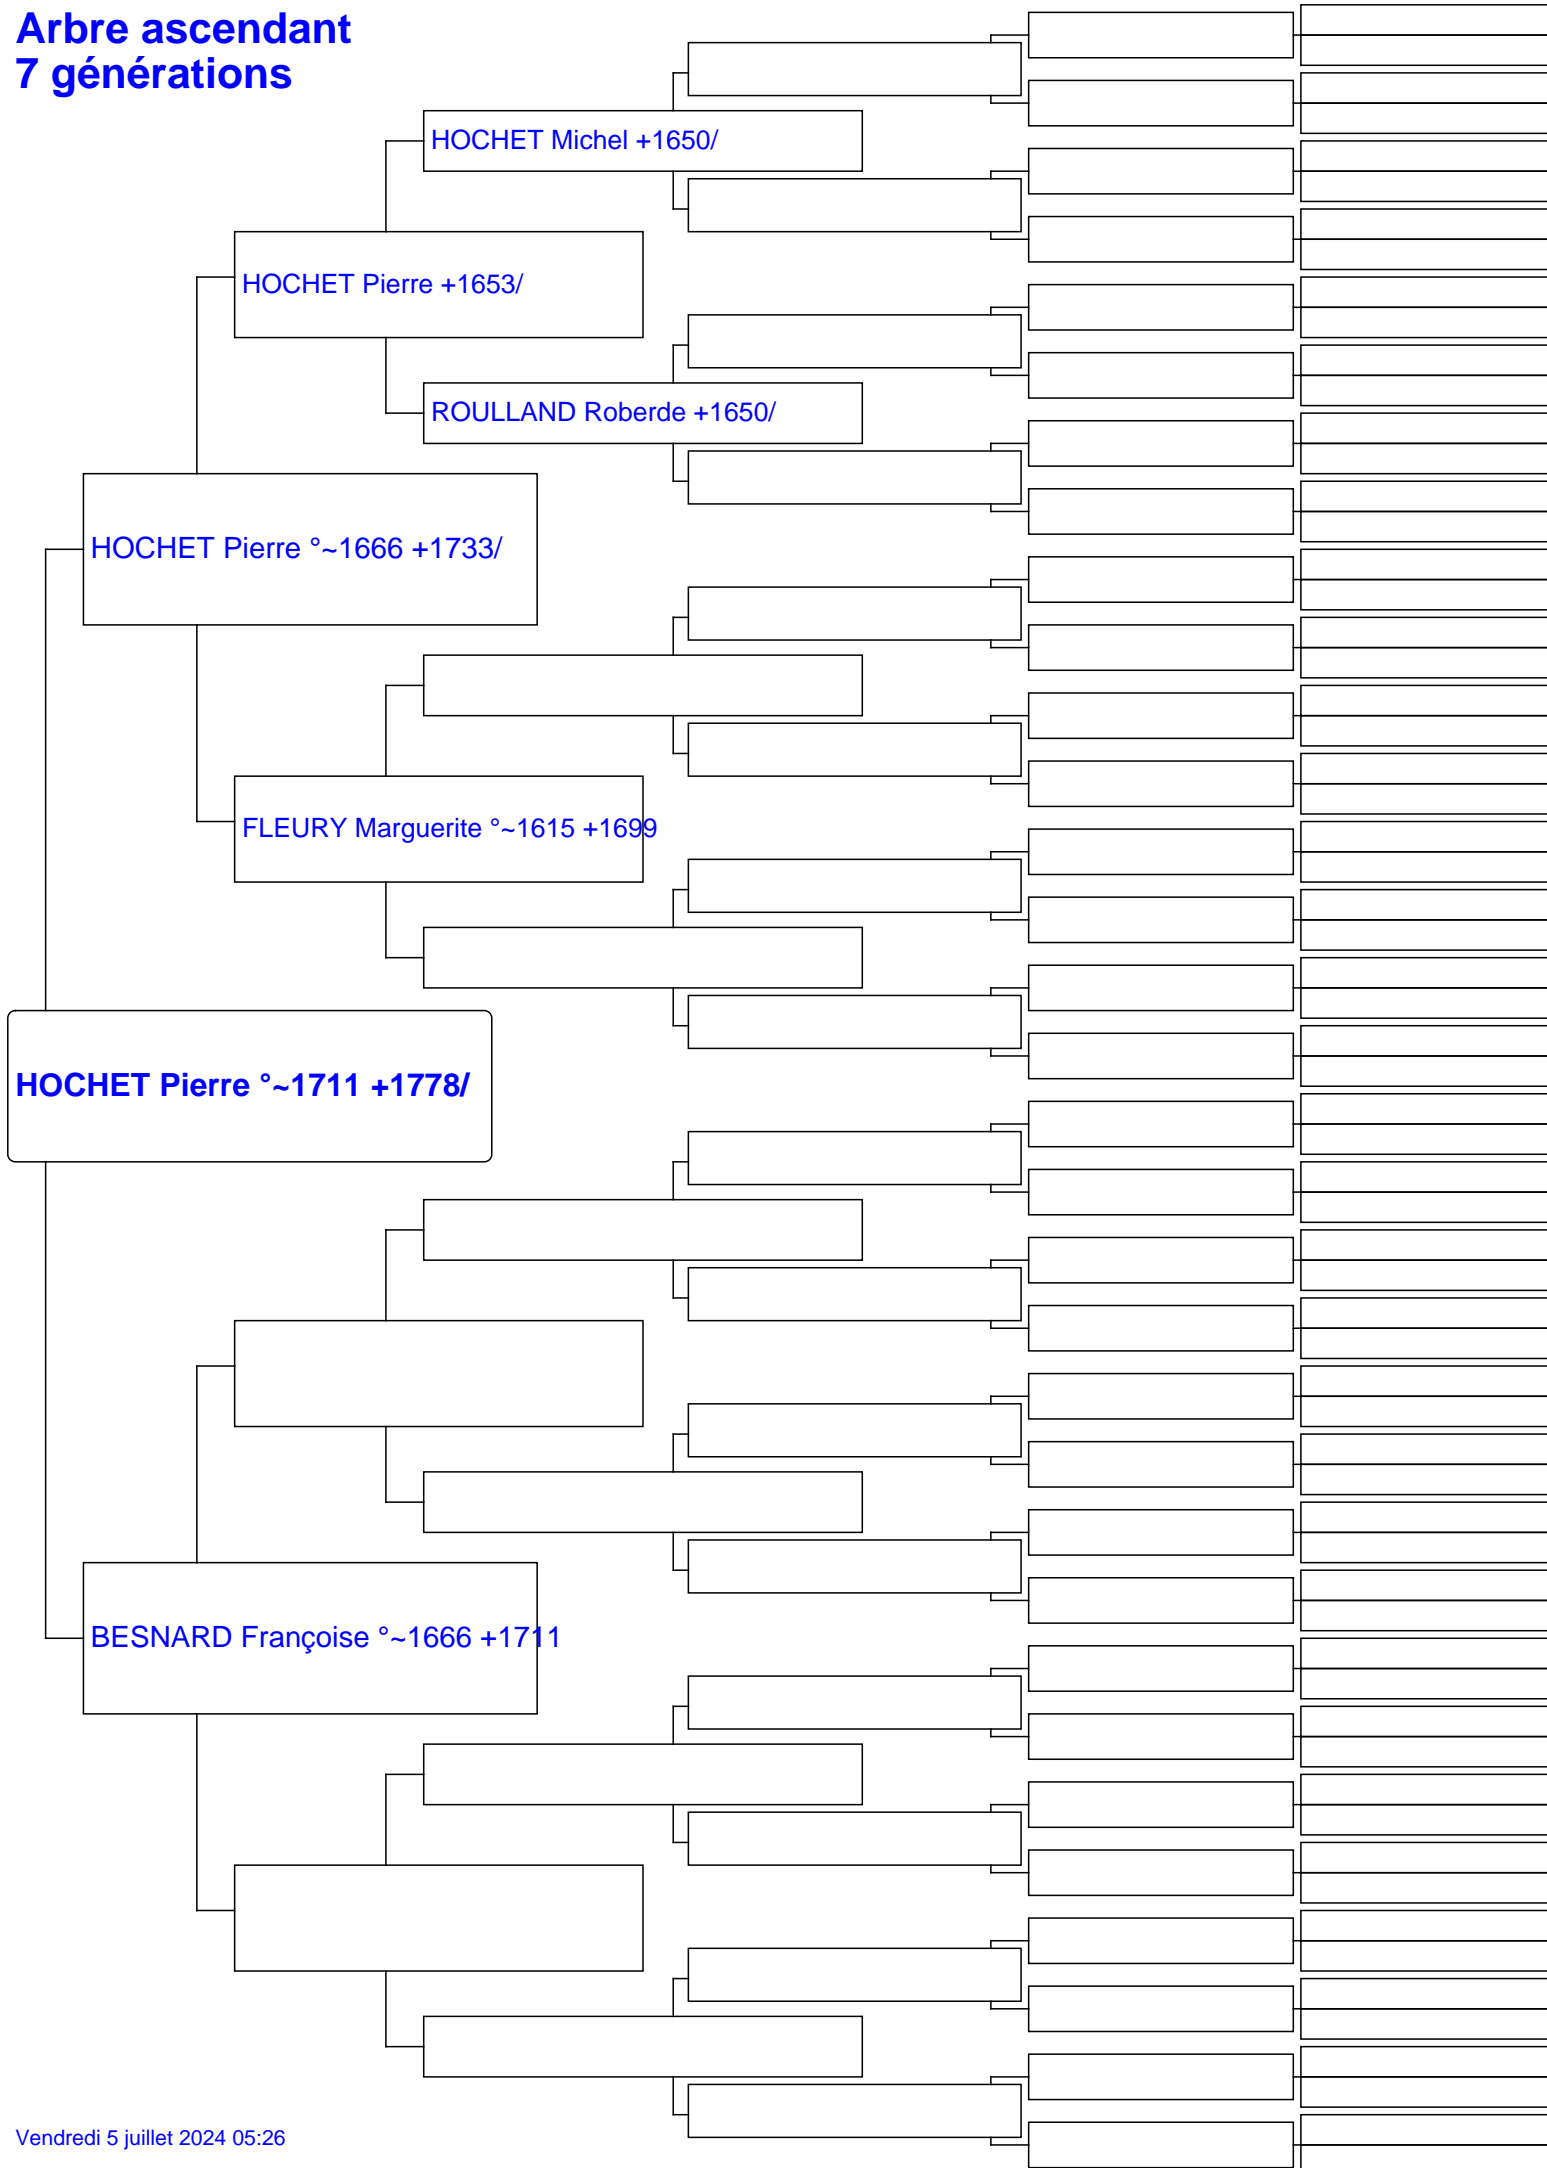 Arbre ascendant
7 générations
HOCHET Michel +1650/
HOCHET Pierre +1653/
ROULLAND Roberde +1650/
HOCHET Pierre °~1666 +1733/
FLEURY Marguerite °~1615 +1699
HOCHET Pierre °~1711 +1778/
BESNARD Françoise °~1666 +1711
Vendredi 5 juillet 2024 05:26